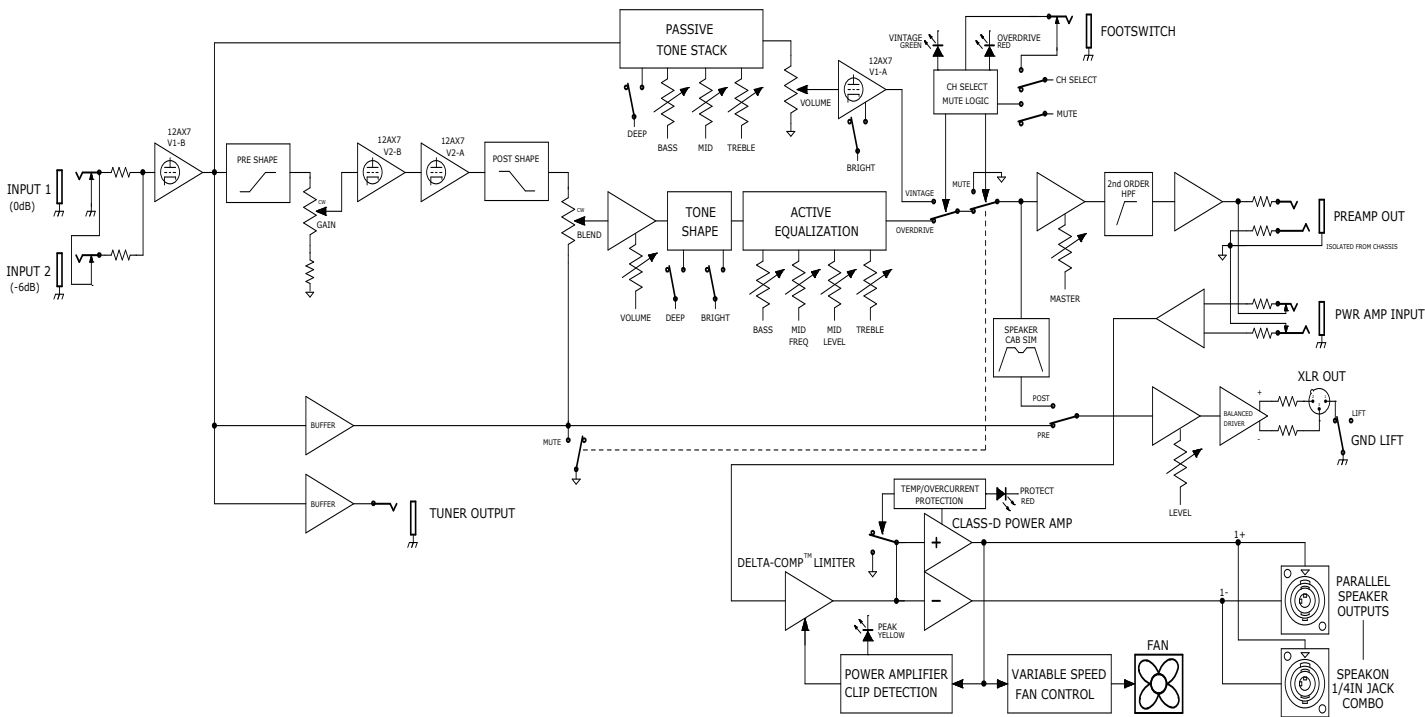 PASSIVE
TONE STACK
DEEP
BASS
MID
TREBLE
VOLUME
12AX7
V1-A
BRIGHT
VINTAGE
GREEN
OVERDRIVE
RED
CH SELECT
MUTE LOGIC
FOOTSWITCH
CH SELECT
MUTE
INPUT 1
(0dB)
INPUT 2
(-6dB)
12AX7
V1-B
PRE SHAPE
CW
GAIN
12AX7
V2-B
12AX7
V2-A
POST SHAPE
CW
BLEND
VOLUME
TONE
SHAPE
DEEP
BRIGHT
ACTIVE
EQUALIZATION
BASS
MID
FREQ
MID
LEVEL
TREBLE
VINTAGE
OVERDRIVE
MUTE
MASTER
2nd ORDER
HPF
PREAMP OUT
ISOLATED FROM CHASSIS
PWR AMP INPUT
SPEAKER
CAB SIM
POST
PRE
LEVEL
BALANCED
DRIVER
+
-
XLR OUT
LIFT
GND LIFT
BUFFER
MUTE
BUFFER
TUNER OUTPUT
TEMP/OVERCURRENT
PROTECTION
PROTECT
RED
CLASS-D POWER AMP
DELTA-COMP™ LIMITER
+
−
1+
1-
PEAK
YELLOW
POWER AMPLIFIER
CLIP DETECTION
VARIABLE SPEED
FAN CONTROL
FAN
PARALLEL
SPEAKER
OUTPUTS
SPEAKON
1/4IN JACK
COMBO